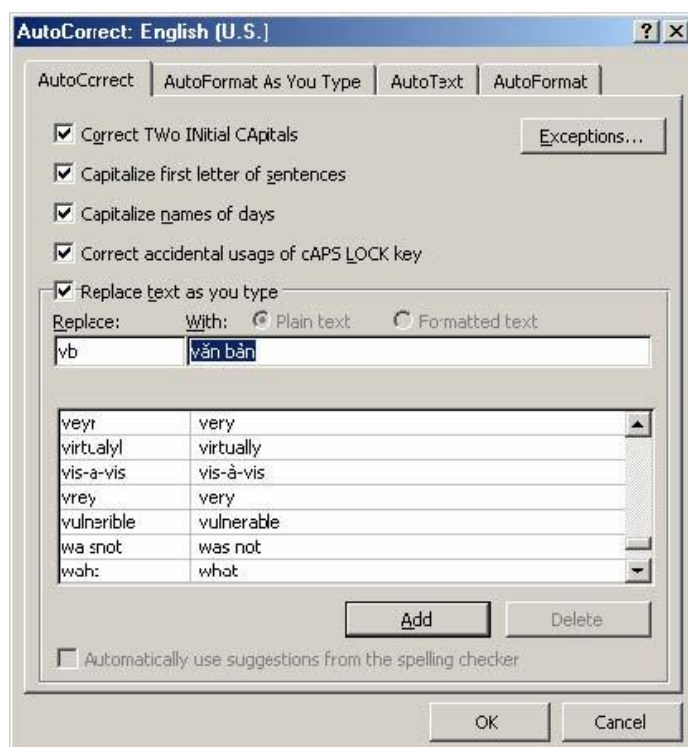 AutoCorrect: English (U.S.)
AutoCorrect AutoFormat As You Type AutoText AutoFormat
Correct TWo INitial CApitals Exceptions...
Capitalize first letter of sentences
Capitalize names of days
Correct accidental usage of cAPS LOCK key
Replace text as you type
Replace: With: Plain text Formatted text
vb văn bản
veyr very
virtualyl virtually
vis-a-vis vis-à-vis
vrey very
vulnerible vulnerable
wa snot was not
waht what
Add Delete
Automatically use suggestions from the spelling checker
OK Cancel